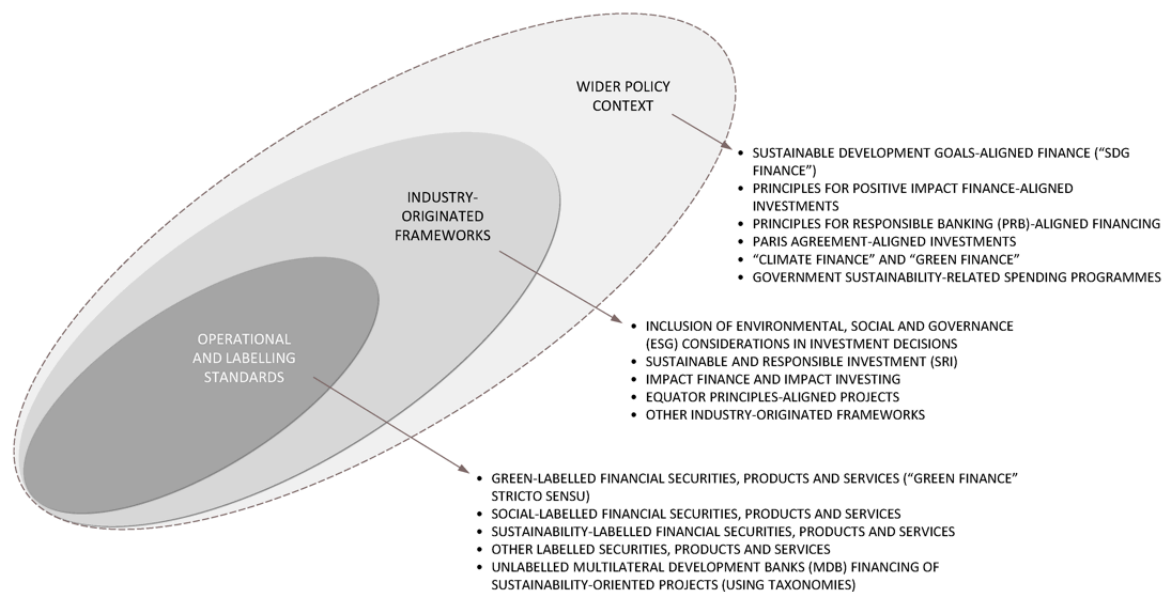 WIDER POLICY
CONTEXT
• SUSTAINABLE DEVELOPMENT GOALS-ALIGNED FINANCE (“SDG
FINANCE”)
• PRINCIPLES FOR POSITIVE IMPACT FINANCE-ALIGNED
INVESTMENTS
• PRINCIPLES FOR RESPONSIBLE BANKING (PRB)-ALIGNED FINANCING
• PARIS AGREEMENT-ALIGNED INVESTMENTS
• “CLIMATE FINANCE” AND “GREEN FINANCE”
• GOVERNMENT SUSTAINABILITY-RELATED SPENDING PROGRAMMES
INDUSTRY-
ORIGINATED
FRAMEWORKS
• INCLUSION OF ENVIRONMENTAL, SOCIAL AND GOVERNANCE
(ESG) CONSIDERATIONS IN INVESTMENT DECISIONS
• SUSTAINABLE AND RESPONSIBLE INVESTMENT (SRI)
• IMPACT FINANCE AND IMPACT INVESTING
• EQUATOR PRINCIPLES-ALIGNED PROJECTS
• OTHER INDUSTRY-ORIGINATED FRAMEWORKS
OPERATIONAL
AND LABELLING
STANDARDS
• GREEN-LABELLED FINANCIAL SECURITIES, PRODUCTS AND SERVICES (“GREEN FINANCE”
STRICTO SENSU)
• SOCIAL-LABELLED FINANCIAL SECURITIES, PRODUCTS AND SERVICES
• SUSTAINABILITY-LABELLED FINANCIAL SECURITIES, PRODUCTS AND SERVICES
• OTHER LABELLED SECURITIES, PRODUCTS AND SERVICES
• UNLABELLED MULTILATERAL DEVELOPMENT BANKS (MDB) FINANCING OF
SUSTAINABILITY-ORIENTED PROJECTS (USING TAXONOMIES)